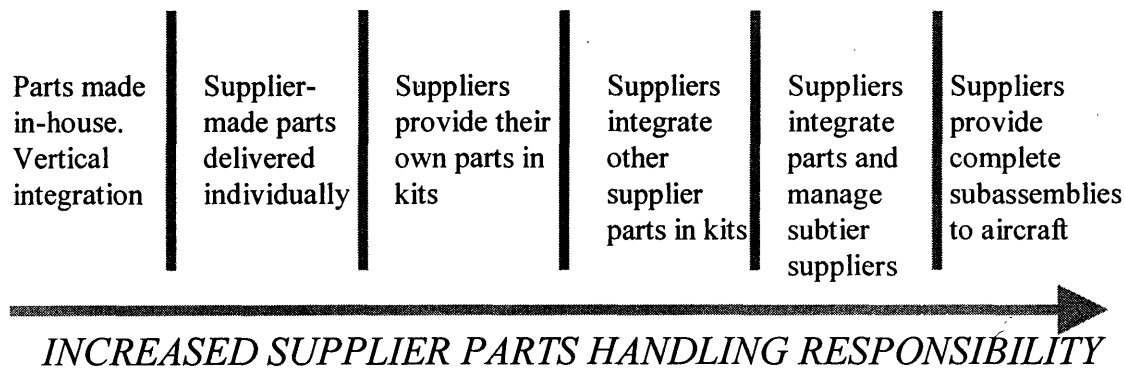 Parts made
in-house.
Vertical
integration
Supplier-
made parts
delivered
individually
Suppliers
provide their
own parts in
kits
Suppliers
integrate
other
supplier
parts in kits
Suppliers
integrate
parts and
manage
subtier
suppliers
Suppliers
provide
complete
subassemblies
to aircraft
INCREASED SUPPLIER PARTS HANDLING RESPONSIBILITY